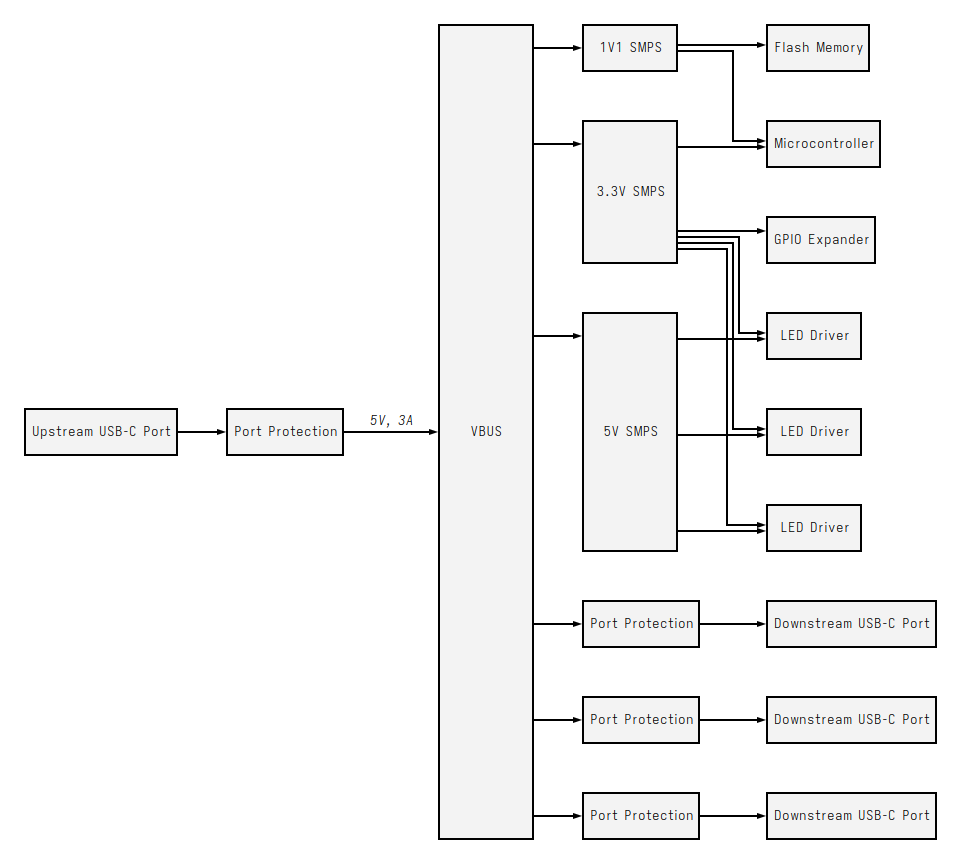 1V1 SMPS
Flash Memory
Microcontroller
3.3V SMPS
GPIO Expander
LED Driver
5V, 3A
Upstream USB-C Port
Port Protection
VBUS
5V SMPS
LED Driver
LED Driver
Port Protection
Downstream USB-C Port
Port Protection
Downstream USB-C Port
Port Protection
Downstream USB-C Port